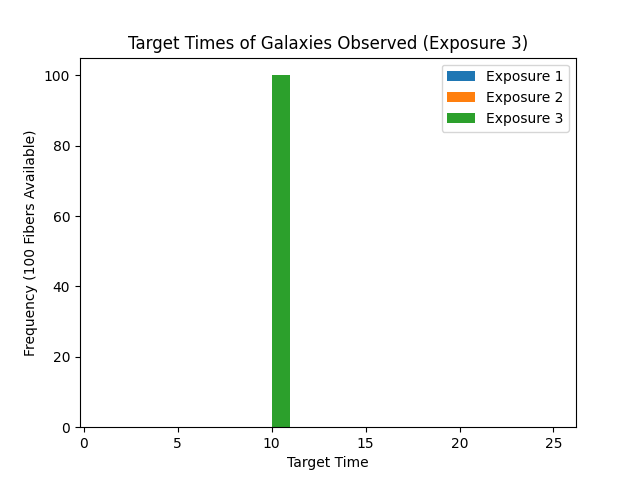 Target Times of Galaxies Observed (Exposure 3)
Exposure 1
Exposure 2
Exposure 3
Frequency (100 Fibers Available)
100
80
60
40
20
0
0 5 10 15 20 25
Target Time